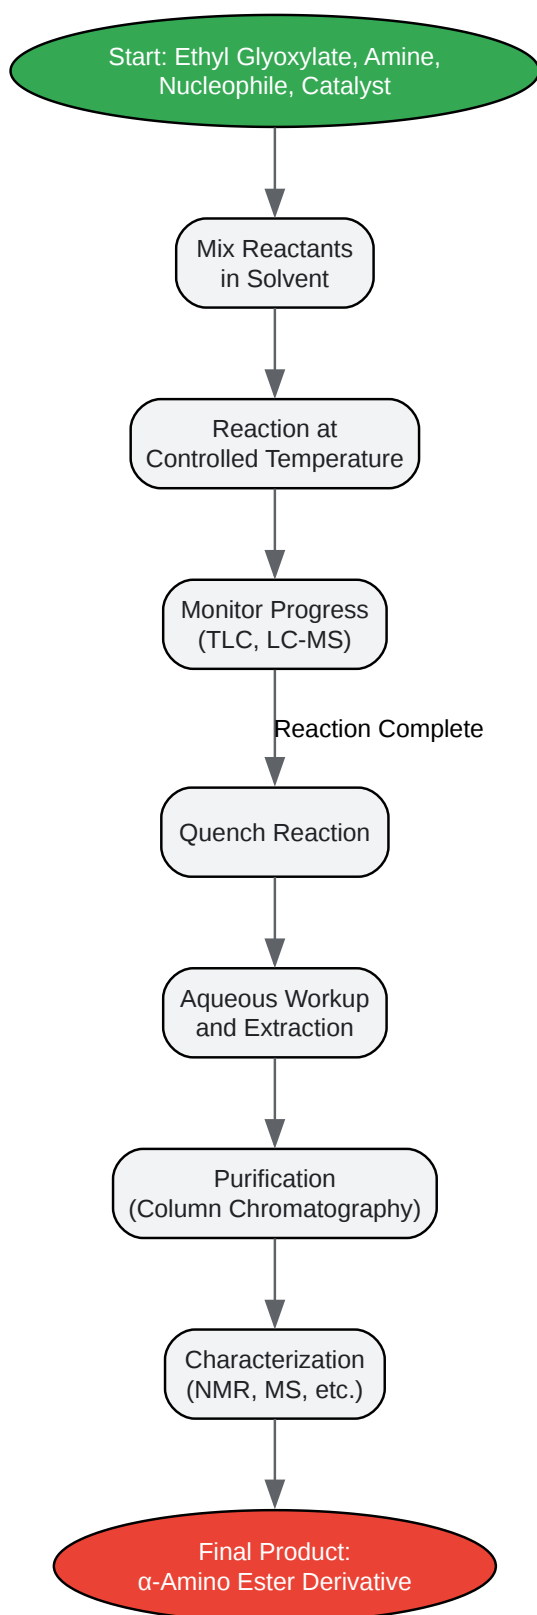 Start: Ethyl Glyoxylate, Amine,
Nucleophile, Catalyst
Mix Reactants
in Solvent
Reaction at
Controlled Temperature
Monitor Progress
(TLC, LC-MS)
Reaction Complete
Quench Reaction
Aqueous Workup
and Extraction
Purification
(Column Chromatography)
Characterization
(NMR, MS, etc.)
Final Product:
α-Amino Ester Derivative